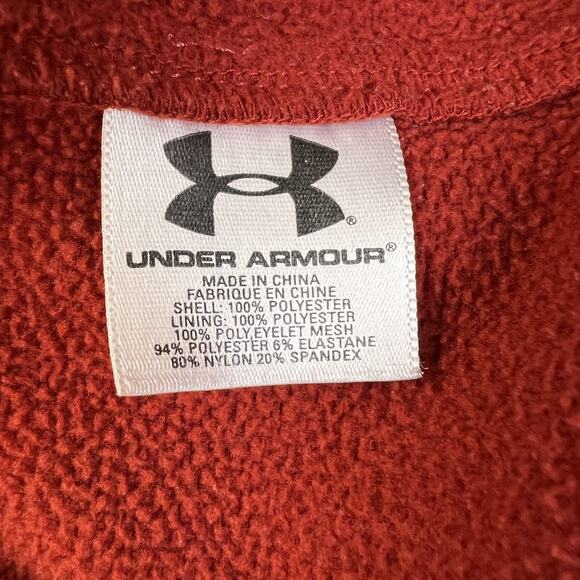 UNDER ARMOUR®
MADE IN CHINA
FABRIQUE EN CHINE
SHELL: 100% POLYESTER
LINING: 100% POLYESTER
100% POLY,EYELET MESH
94% POLYESTER 6% ELASTANE
80% NYLON 20% SPANDEX